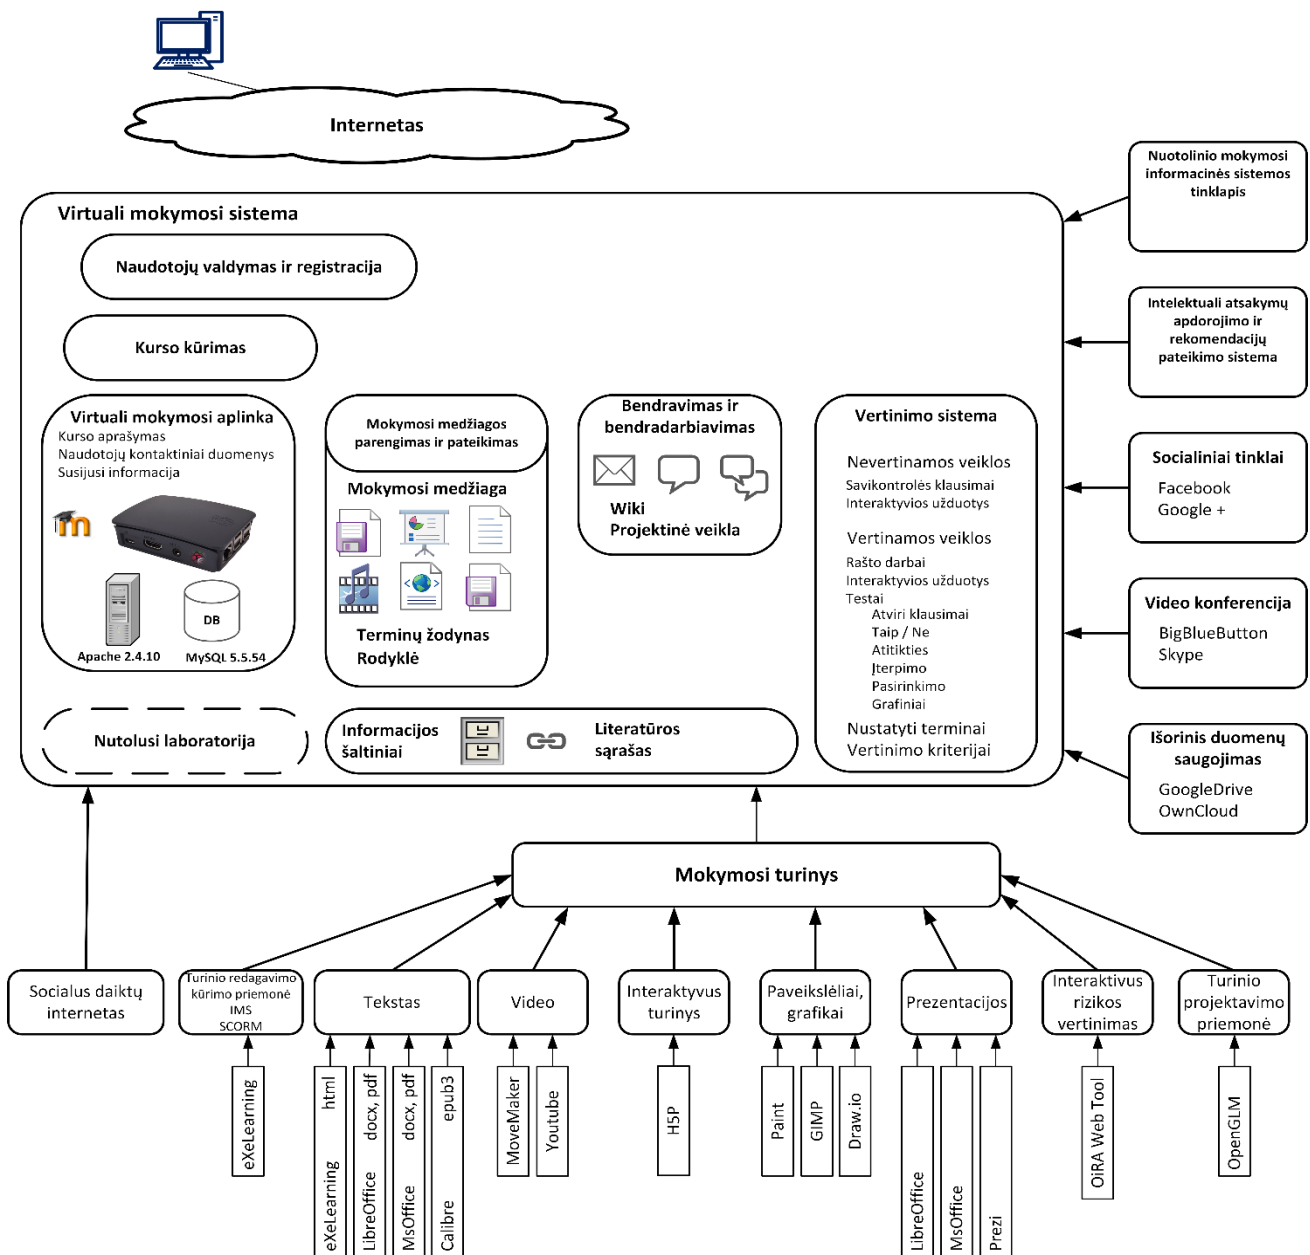 Internetas
Virtuali mokymosi sistema
Naudotojų valdymas ir registracija
Kurso kūrimas
Virtuali mokymosi aplinka
Kurso aprašymas
Naudotojų kontaktiniai duomenys
Susijusi informacija
m
Apache 2.4.10
DB
MySQL 5.5.54
Mokymosi medžiagos
parengimas ir pateikimas
Mokymosi medžiaga
Terminų žodynas
Rodyklė
Bendravimas ir
bendradarbiavimas
Wiki
Projektinė veikla
Vertinimo sistema
Nevertinamos veiklos
Savikontrolės klausimai
Interaktyvios užduotys
Vertinamos veiklos
Rašto darbai
Interaktyvios užduotys
Testai
Atviri klausimai
Taip / Ne
Atitikties
Įterpimo
Pasirinkimo
Grafiniai
Nustatyti terminai
Vertinimo kriterijai
Nutolusi laboratorija
Informacijos
šaltiniai
Literatūros
sąrašas
Nuotolinio mokymosi
informacinės sistemos
tinklapis
Intelektuali atsakymų
apdorojimo ir
rekomendacijų
pateikimo sistema
Socialiniai tinklai
Facebook
Google +
Video konferencija
BigBlueButton
Skype
Išorinis duomenų
saugojimas
GoogleDrive
OwnCloud
Mokymosi turinys
Socialus daiktų
internetas
Turinio redagavimo
kūrimo priemonė
IMS
SCORM
Tekstas
Video
Interaktyvus
turinys
Paveikslėliai,
grafikai
Prezentacijos
Interaktivus
rizikos
vertinimas
Turinio
projektavimo
priemonė
eXeLearning
eXeLearning html
LibreOffice docx, pdf
MsOffice docx, pdf
Calibre epub3
MoveMaker
Youtube
H5P
Paint
GIMP
Draw.io
LibreOffice
MsOffice
Prezi
OiRA Web Tool
OpenGLM